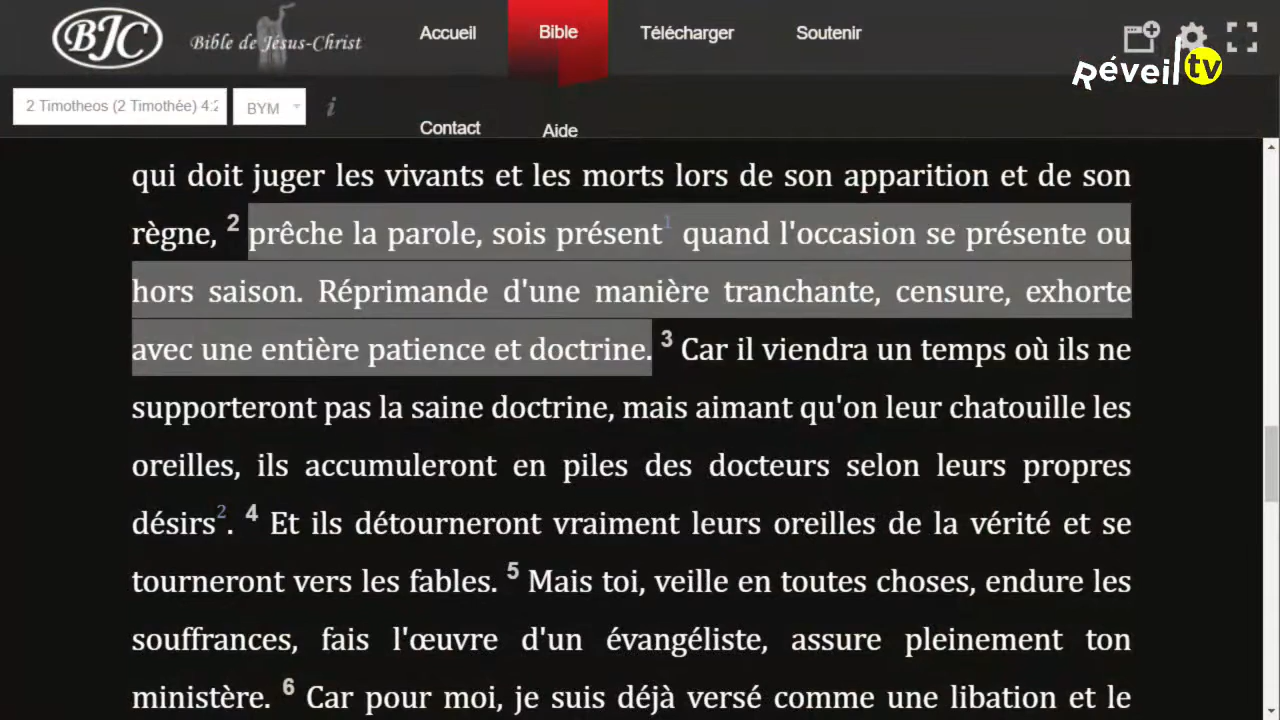 BJC Bible de Jésus-Christ Accueil Bible Télécharger Soutenir
Réveil tv
2 Timotheos (2 Timothée) 4:2 BYM i
Contact Aide
qui doit juger les vivants et les morts lors de son apparition et de son
règne, 2 prêche la parole, sois présent1 quand l'occasion se présente ou
hors saison. Réprimande d'une manière tranchante, censure, exhorte
avec une entière patience et doctrine. 3 Car il viendra un temps où ils ne
supporteront pas la saine doctrine, mais aimant qu'on leur chatouille les
oreilles, ils accumuleront en piles des docteurs selon leurs propres
désirs2. 4 Et ils détourneront vraiment leurs oreilles de la vérité et se
tourneront vers les fables. 5 Mais toi, veille en toutes choses, endure les
souffrances, fais l'œuvre d'un évangéliste, assure pleinement ton
ministère. 6 Car pour moi, je suis déjà versé comme une libation et le